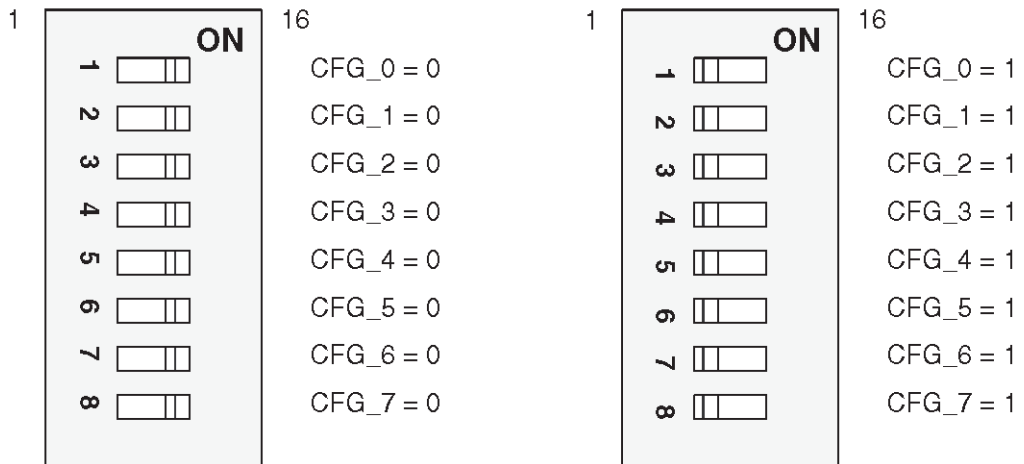 1 16 1 16
ON ON
1 CFG_0 = 0 1 CFG_0 = 1
2 CFG_1 = 0 2 CFG_1 = 1
3 CFG_2 = 0 3 CFG_2 = 1
4 CFG_3 = 0 4 CFG_3 = 1
5 CFG_4 = 0 5 CFG_4 = 1
6 CFG_5 = 0 6 CFG_5 = 1
7 CFG_6 = 0 7 CFG_6 = 1
8 CFG_7 = 0 8 CFG_7 = 1